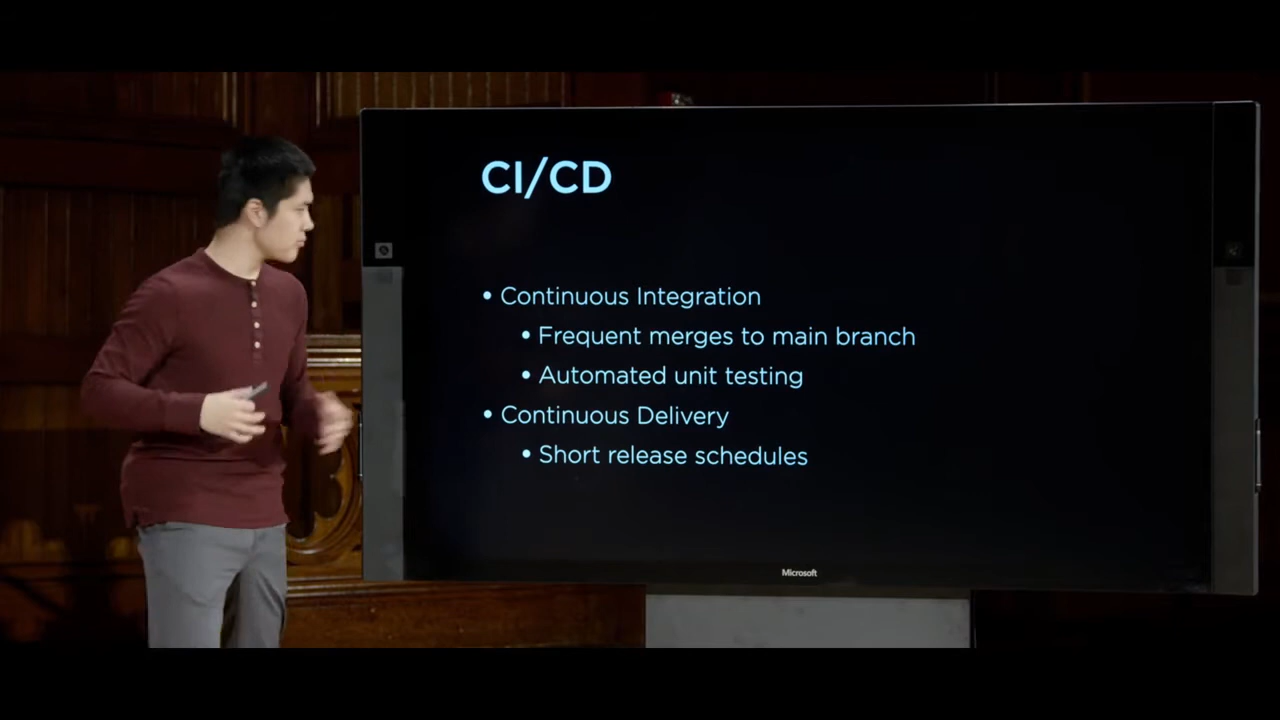 CI/CD
• Continuous Integration
• Frequent merges to main branch
• Automated unit testing
• Continuous Delivery
• Short release schedules
Microsoft